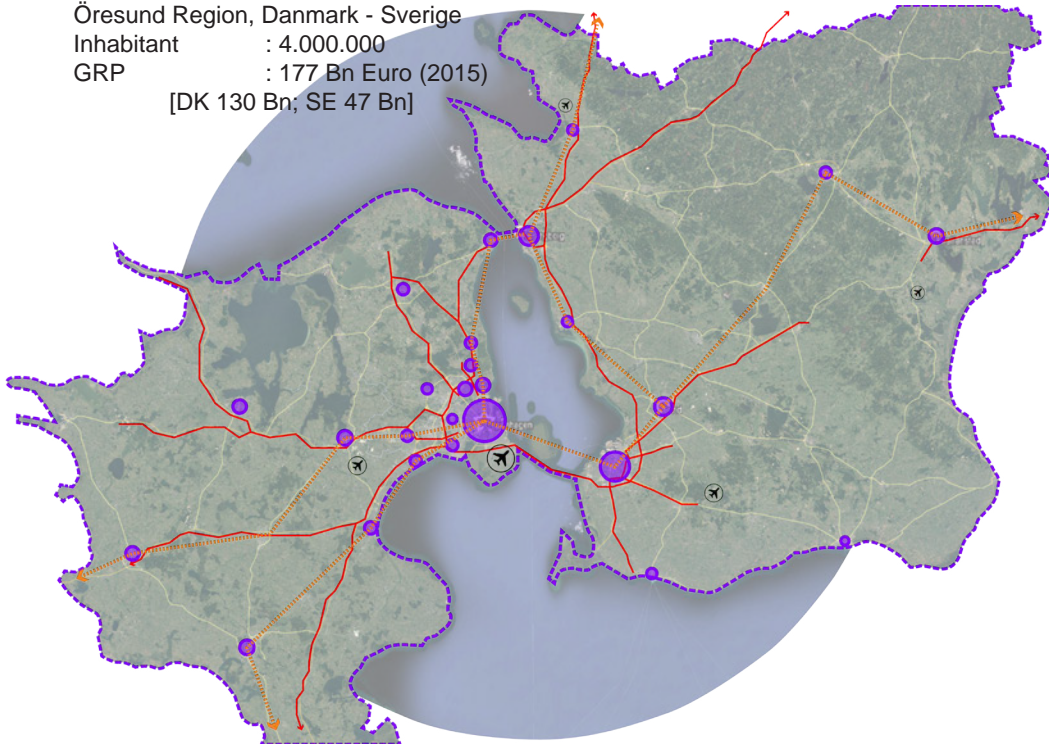 Öresund Region, Danmark - Sverige
Inhabitant : 4.000.000
GRP : 177 Bn Euro (2015)
[DK 130 Bn; SE 47 Bn]